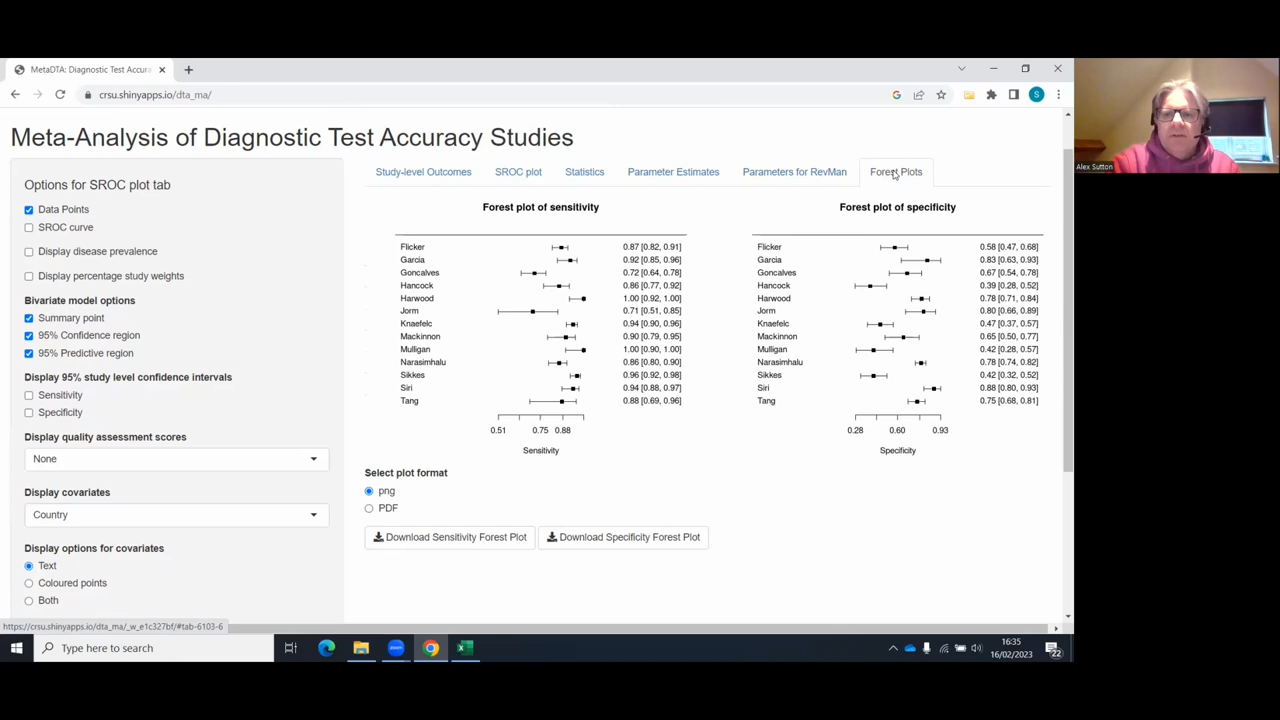 MetaDTA: Diagnostic Test Accura
crsu.shinyapps.io/dta_ma/
S
Alex Sutton
Meta-Analysis of Diagnostic Test Accuracy Studies
Options for SROC plot tab
Data Points
SROC curve
Display disease prevalence
Display percentage study weights
Bivariate model options
Summary point
95% Confidence region
95% Predictive region
Display 95% study level confidence intervals
Sensitivity
Specificity
Display quality assessment scores
None
Display covariates
Country
Display options for covariates
Text
Coloured points
Both
Study-level Outcomes SROC plot Statistics Parameter Estimates Parameters for RevMan Forest Plots
Forest plot of sensitivity
Flicker 0.87 [0.82, 0.91]
Garcia 0.92 [0.85, 0.96]
Goncalves 0.72 [0.64, 0.78]
Hancock 0.86 [0.77, 0.92]
Harwood 1.00 [0.92, 1.00]
Jorm 0.71 [0.51, 0.85]
Knaefelc 0.94 [0.90, 0.96]
Mackinnon 0.90 [0.79, 0.95]
Mulligan 1.00 [0.90, 1.00]
Narasimhalu 0.86 [0.80, 0.90]
Sikkes 0.96 [0.92, 0.98]
Siri 0.94 [0.88, 0.97]
Tang 0.88 [0.69, 0.96]
0.51 0.75 0.88
Sensitivity
Forest plot of specificity
Flicker 0.58 [0.47, 0.68]
Garcia 0.83 [0.63, 0.93]
Goncalves 0.67 [0.54, 0.78]
Hancock 0.39 [0.28, 0.52]
Harwood 0.78 [0.71, 0.84]
Jorm 0.80 [0.66, 0.89]
Knaefelc 0.47 [0.37, 0.57]
Mackinnon 0.65 [0.50, 0.77]
Mulligan 0.42 [0.28, 0.57]
Narasimhalu 0.78 [0.74, 0.82]
Sikkes 0.42 [0.32, 0.52]
Siri 0.88 [0.80, 0.93]
Tang 0.75 [0.68, 0.81]
0.28 0.60 0.93
Specificity
Select plot format
png
PDF
Download Sensitivity Forest Plot Download Specificity Forest Plot
https://crsu.shinyapps.io/dta_ma/_w_e1c327bf/#tab-6103-6
Type here to search
zoom
16:35
16/02/2023
22